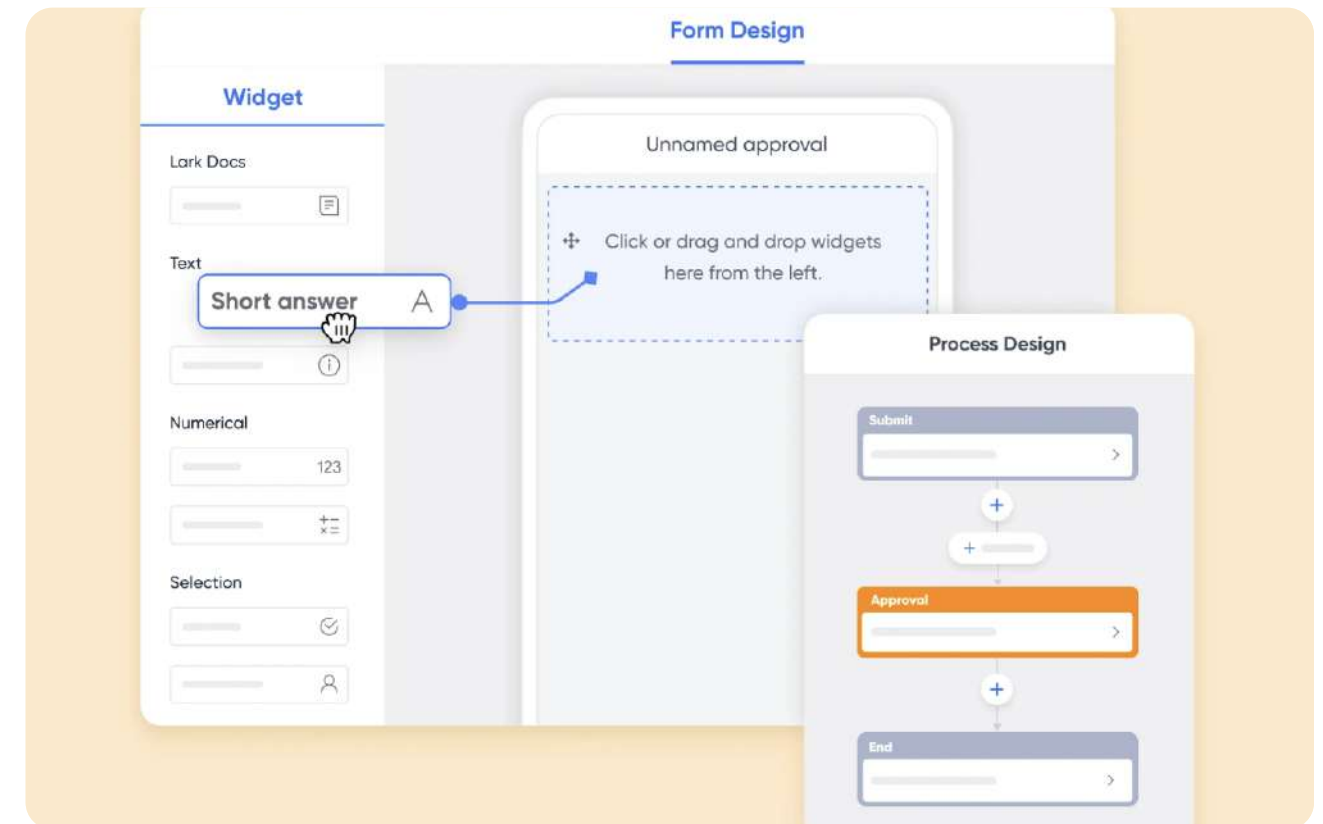 Form Design
Widget
Lark Docs
Text
Short answer A
Numerical
123
Selection
Unnamed approval
Click or drag and drop widgets
here from the left.
Process Design
Submit
Approval
End